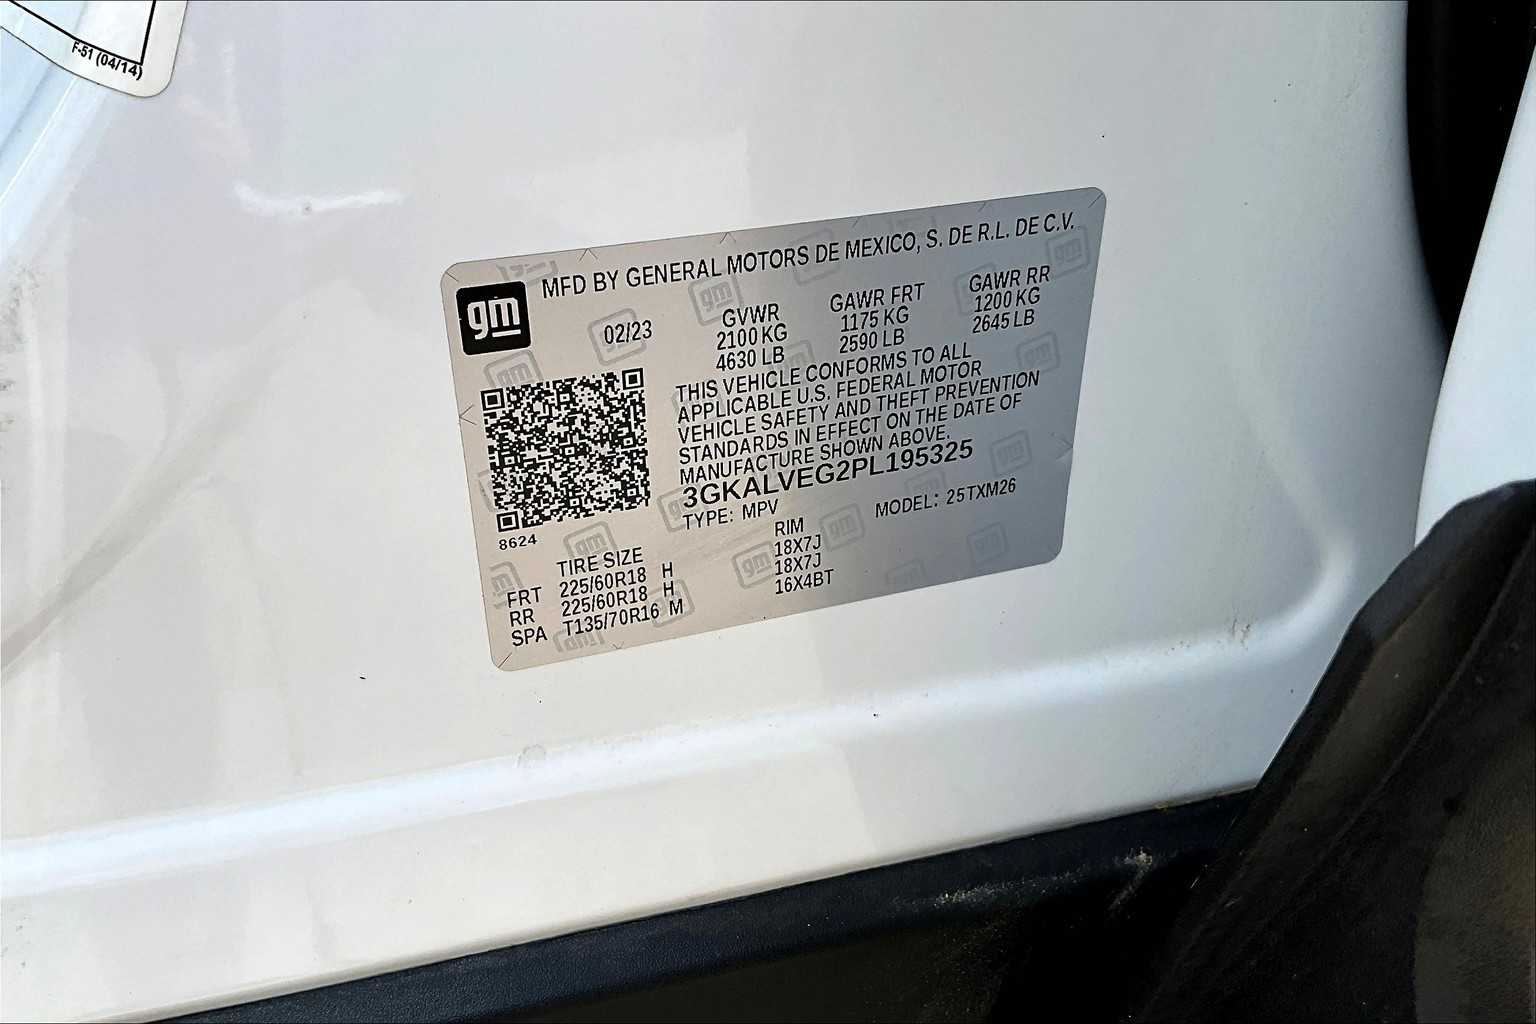 F-51 (04/14)
MFD BY GENERAL MOTORS DE MEXICO, S. DE R.L. DE C.V.
gm
02/23
GVWR
2100 KG
4630 LB
GAWR FRT
1175 KG
2590 LB
GAWR RR
1200 KG
2645 LB
THIS VEHICLE CONFORMS TO ALL
APPLICABLE U.S. FEDERAL MOTOR
VEHICLE SAFETY AND THEFT PREVENTION
STANDARDS IN EFFECT ON THE DATE OF
MANUFACTURE SHOWN ABOVE.
3GKALVEG2PL195325
TYPE: MPV MODEL: 25TXM26
8624
TIRE SIZE RIM
FRT 225/60R18 H 18X7J
RR 225/60R18 H 18X7J
SPA T135/70R16 M 16X4BT